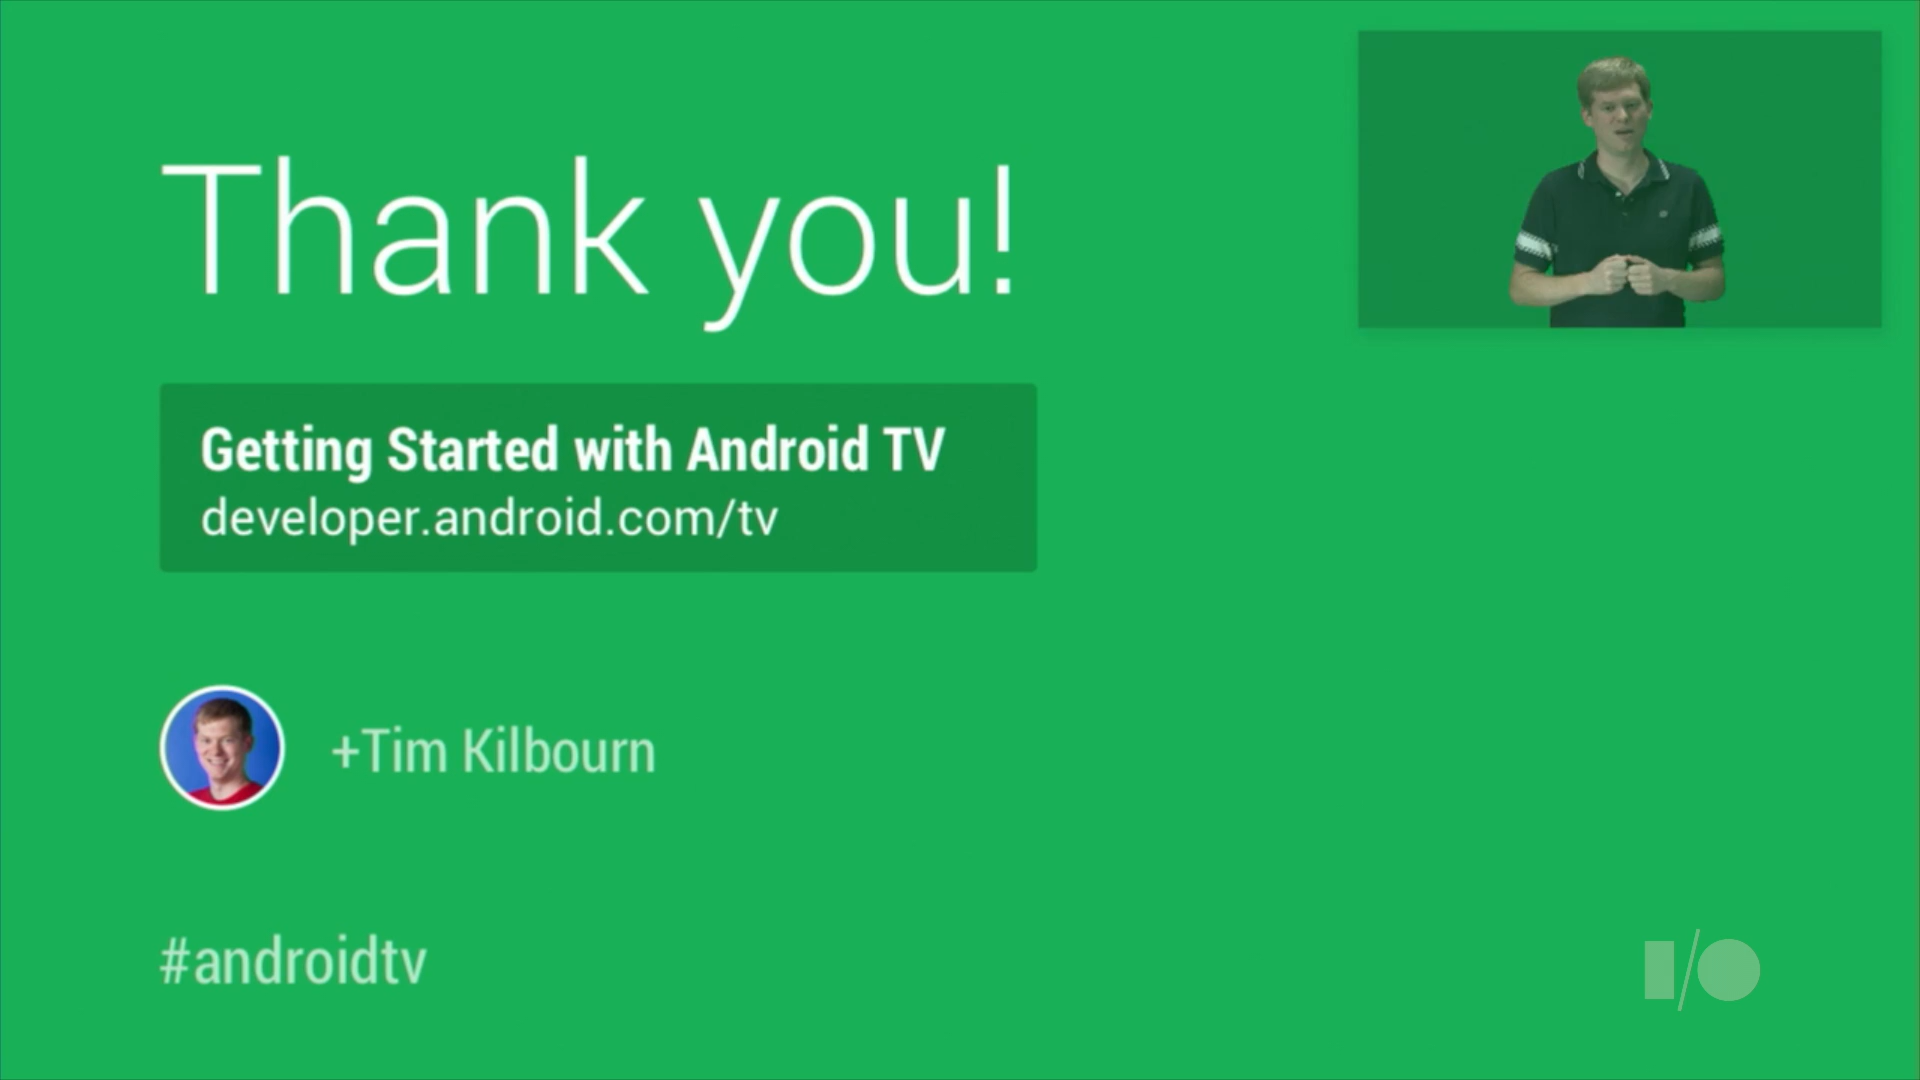 Thank you!
Getting Started with Android TV
developer.android.com/tv
+Tim Kilbourn
#androidtv
I/O